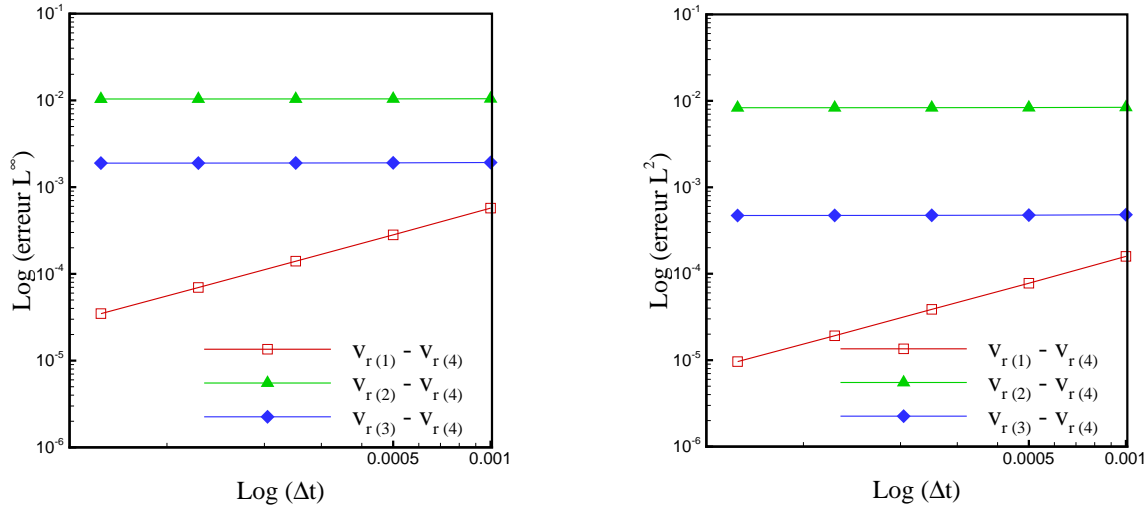 10^-1
10^-2
10^-3
10^-4
10^-5
10^-6
Log (erreur L^∞)
v_r (1) - v_r (4)
v_r (2) - v_r (4)
v_r (3) - v_r (4)
0.0005
0.001
Log (Δt)
10^-1
10^-2
10^-3
10^-4
10^-5
10^-6
Log (erreur L^2)
v_r (1) - v_r (4)
v_r (2) - v_r (4)
v_r (3) - v_r (4)
0.0005
0.001
Log (Δt)